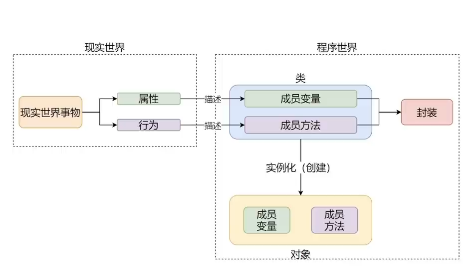 现实世界
程序世界
类
现实世界事物
属性
描述
成员变量
行为
描述
成员方法
封装
实例化（创建）
成员
变量
成员
方法
对象